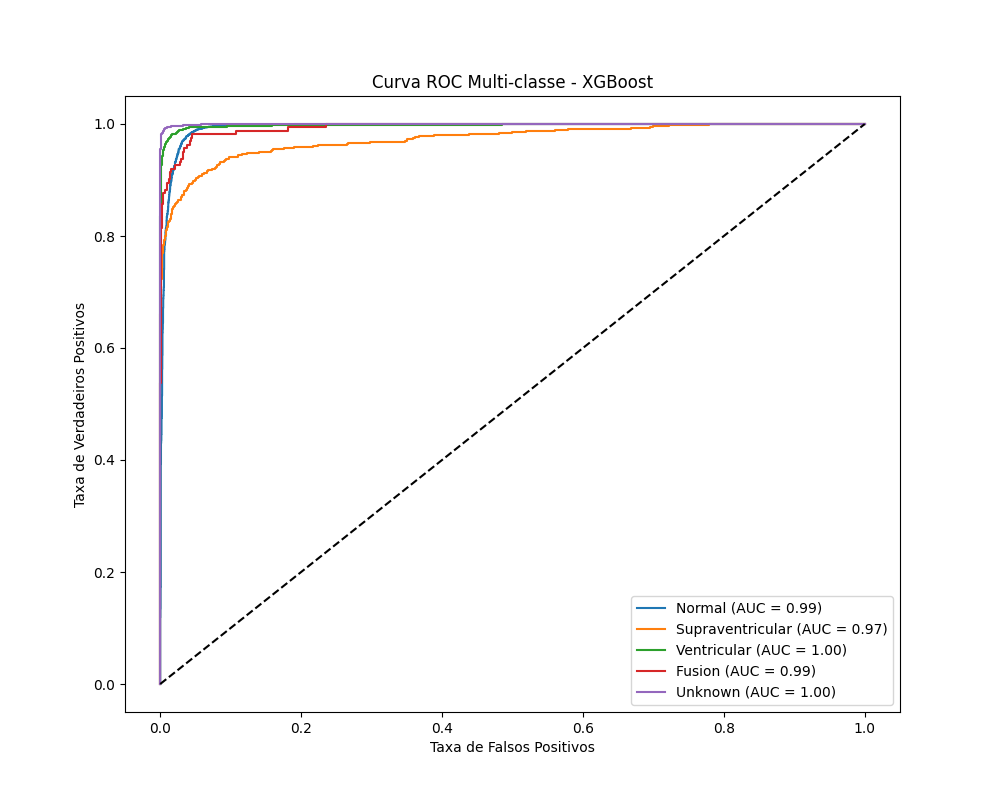 Curva ROC Multi-classe - XGBoost
Taxa de Verdadeiros Positivos
1.0
0.8
0.6
0.4
0.2
0.0
0.0 0.2 0.4 0.6 0.8 1.0
Taxa de Falsos Positivos
Normal (AUC = 0.99)
Supraventricular (AUC = 0.97)
Ventricular (AUC = 1.00)
Fusion (AUC = 0.99)
Unknown (AUC = 1.00)